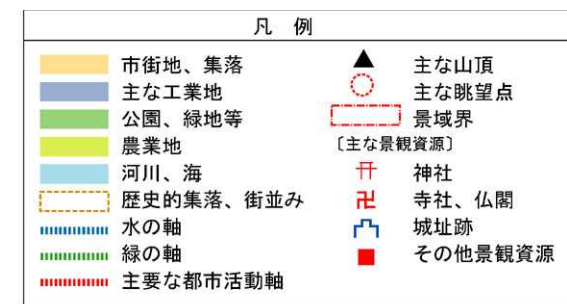 凡 例
市街地、集落
主な工業地
公園、緑地等
農業地
河川、海
歴史的集落、街並み
水の軸
緑の軸
主要な都市活動軸
主な山頂
主な眺望点
景域界
〔主な景観資源〕
神社
寺社、仏閣
城址跡
その他景観資源